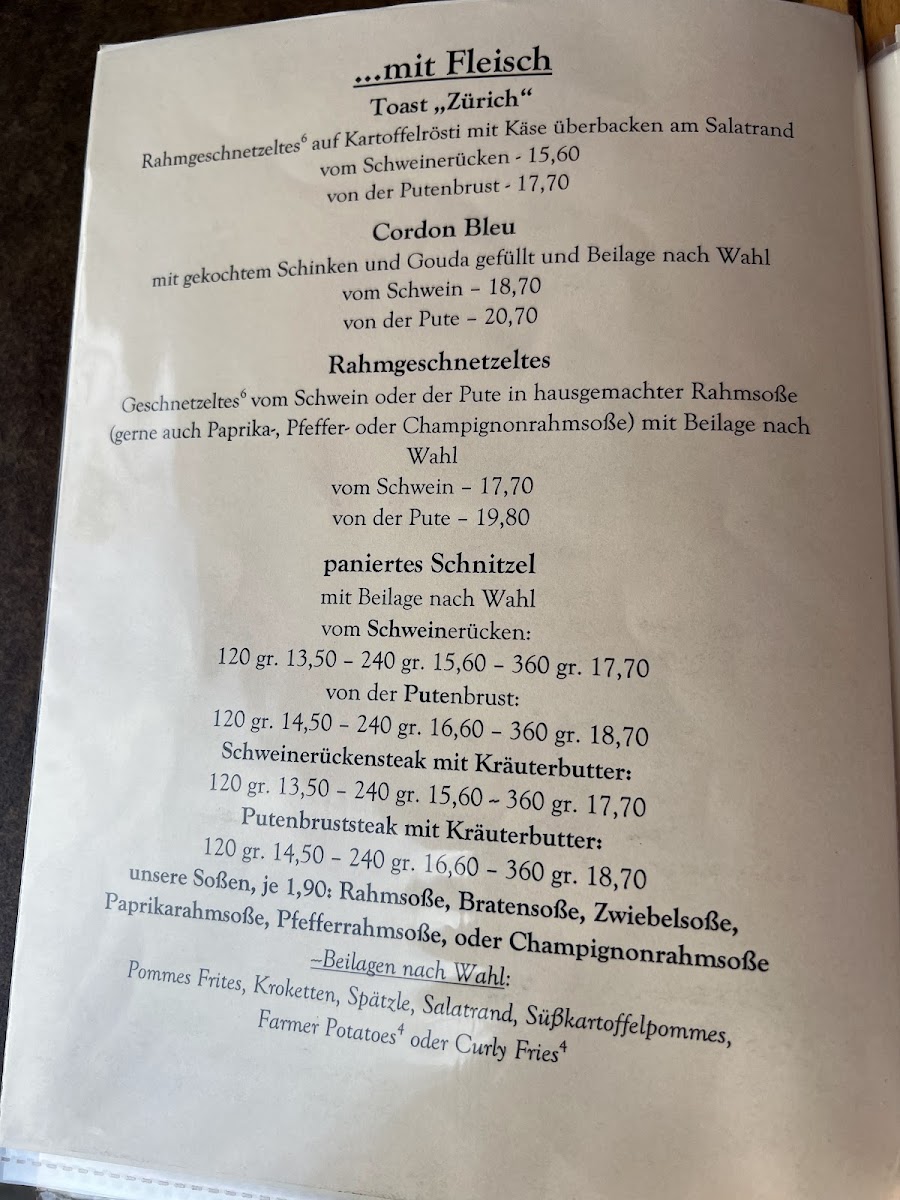 ...mit Fleisch
Toast „Zürich“
Rahmgeschnetzeltes⁶ auf Kartoffelrösti mit Käse überbacken am Salatrand
vom Schweinerücken - 15,60
von der Putenbrust - 17,70
Cordon Bleu
mit gekochtem Schinken und Gouda gefüllt und Beilage nach Wahl
vom Schwein – 18,70
von der Pute – 20,70
Rahmgeschnetzeltes
Geschnetzeltes⁶ vom Schwein oder der Pute in hausgemachter Rahmsoße
(gerne auch Paprika-, Pfeffer- oder Champignonrahmsoße) mit Beilage nach
Wahl
vom Schwein – 17,70
von der Pute – 19,80
paniertes Schnitzel
mit Beilage nach Wahl
vom Schweinerücken:
120 gr. 13,50 – 240 gr. 15,60 – 360 gr. 17,70
von der Putenbrust:
120 gr. 14,50 – 240 gr. 16,60 – 360 gr. 18,70
Schweinerückensteak mit Kräuterbutter:
120 gr. 13,50 – 240 gr. 15,60 ~ 360 gr. 17,70
Putenbruststeak mit Kräuterbutter:
120 gr. 14,50 – 240 gr. 16,60 – 360 gr. 18,70
unsere Soßen, je 1,90: Rahmsoße, Bratensoße, Zwiebelsoße,
Paprikarahmsoße, Pfefferrahmsoße, oder Champignonrahmsoße
~Beilagen nach Wahl:
Pommes Frites, Kroketten, Spätzle, Salatrand, Süßkartoffelpommes,
Farmer Potatoes⁴ oder Curly Fries⁴